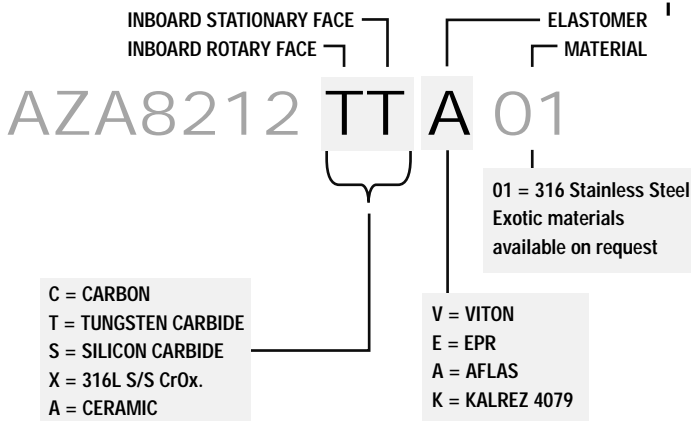 INBOARD STATIONARY FACE
INBOARD ROTARY FACE
ELASTOMER
MATERIAL
AZA8212 TT A 01
01 = 316 Stainless Steel
Exotic materials
available on request
C = CARBON
T = TUNGSTEN CARBIDE
S = SILICON CARBIDE
X = 316L S/S CrOx.
A = CERAMIC
V = VITON
E = EPR
A = AFLAS
K = KALREZ 4079